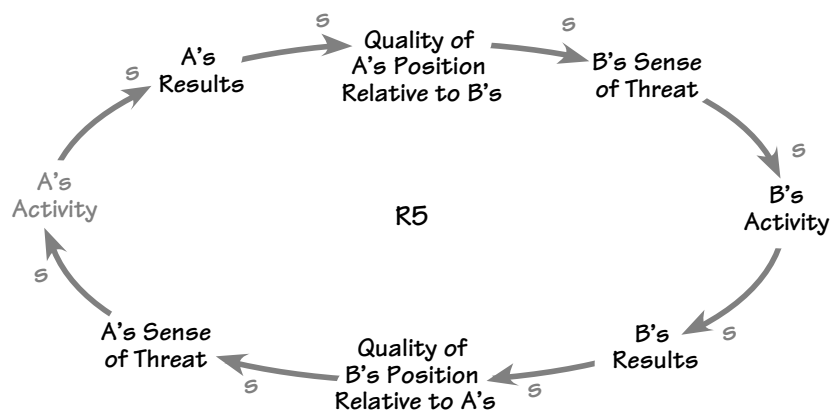 s
Quality of
A's Position
Relative to B's
s
A's
Results
B's Sense
of Threat
s
s
A's
Activity
R5
B's
Activity
s
A's Sense
of Threat
Quality of
B's Position
Relative to A's
B's
Results
s
s
s